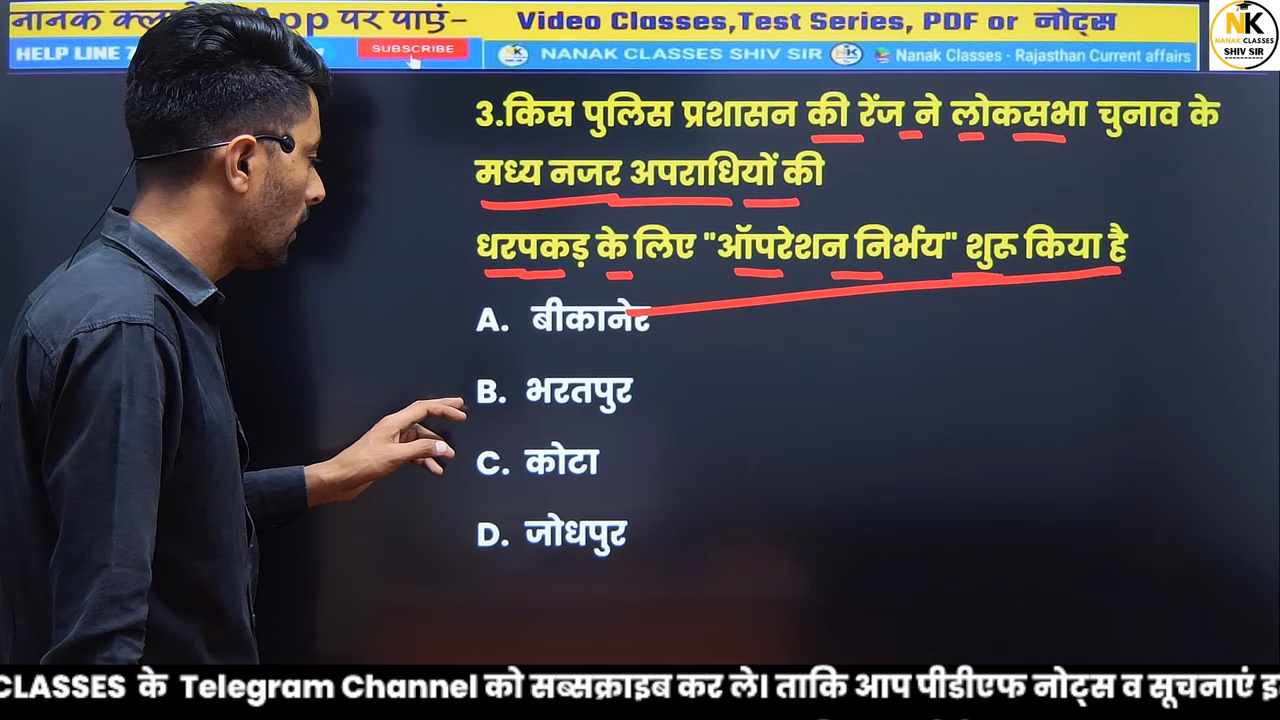 नानक App पर पाएं- Video Classes,Test Series, PDF or नोट्स
HELP LINE 7 SUBSCRIBE NANAK CLASSES SHIV SIR Nanak Classes - Rajasthan Current affairs
NK
NANAK CLASSES
SHIV SIR
3.किस पुलिस प्रशासन की रेंज ने लोकसभा चुनाव के
मध्य नजर अपराधियों की
धरपकड़ के लिए "ऑपरेशन निर्भय" शुरू किया है
A. बीकानेर
B. भरतपुर
C. कोटा
D. जोधपुर
CLASSES के Telegram Channel को सब्सक्राइब कर ले। ताकि आप पीडीएफ नोट्स व सूचनाएं